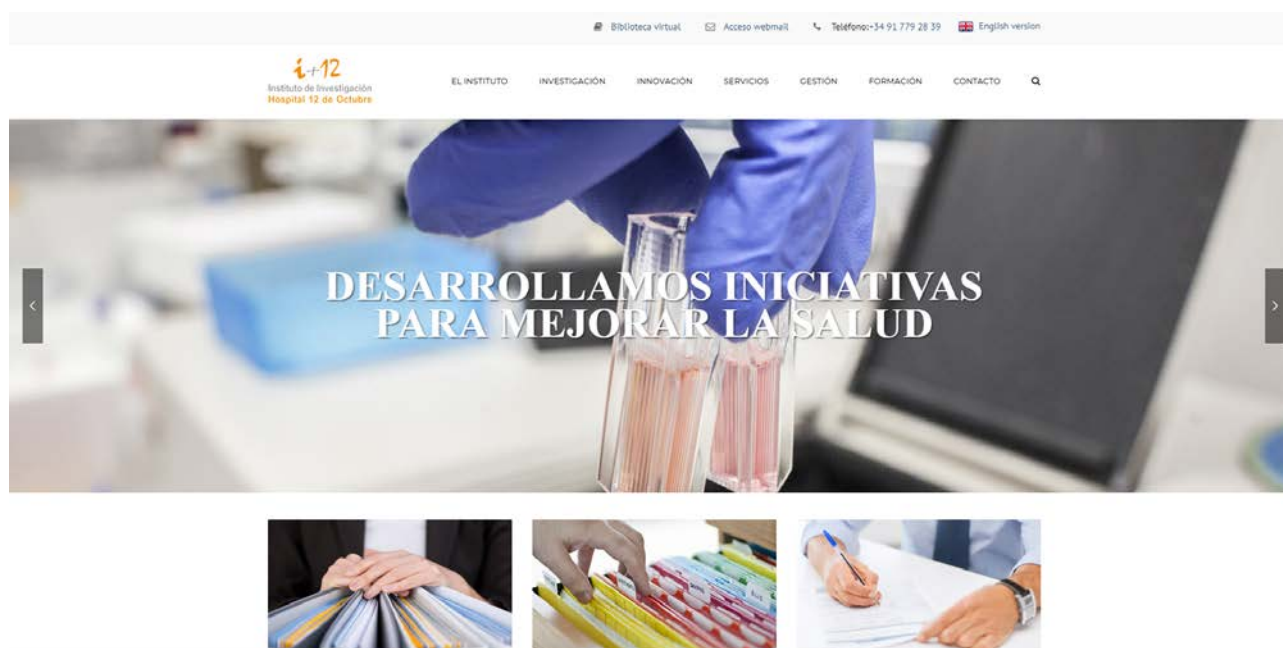 Biblioteca virtual
Acceso webmail
Teléfono:+34 91 779 28 39
English version
i+12
Instituto de Investigación
Hospital 12 de Octubre
EL INSTITUTO
INVESTIGACIÓN
INNOVACIÓN
SERVICIOS
GESTIÓN
FORMACIÓN
CONTACTO
DESARROLLAMOS INICIATIVAS
PARA MEJORAR LA SALUD